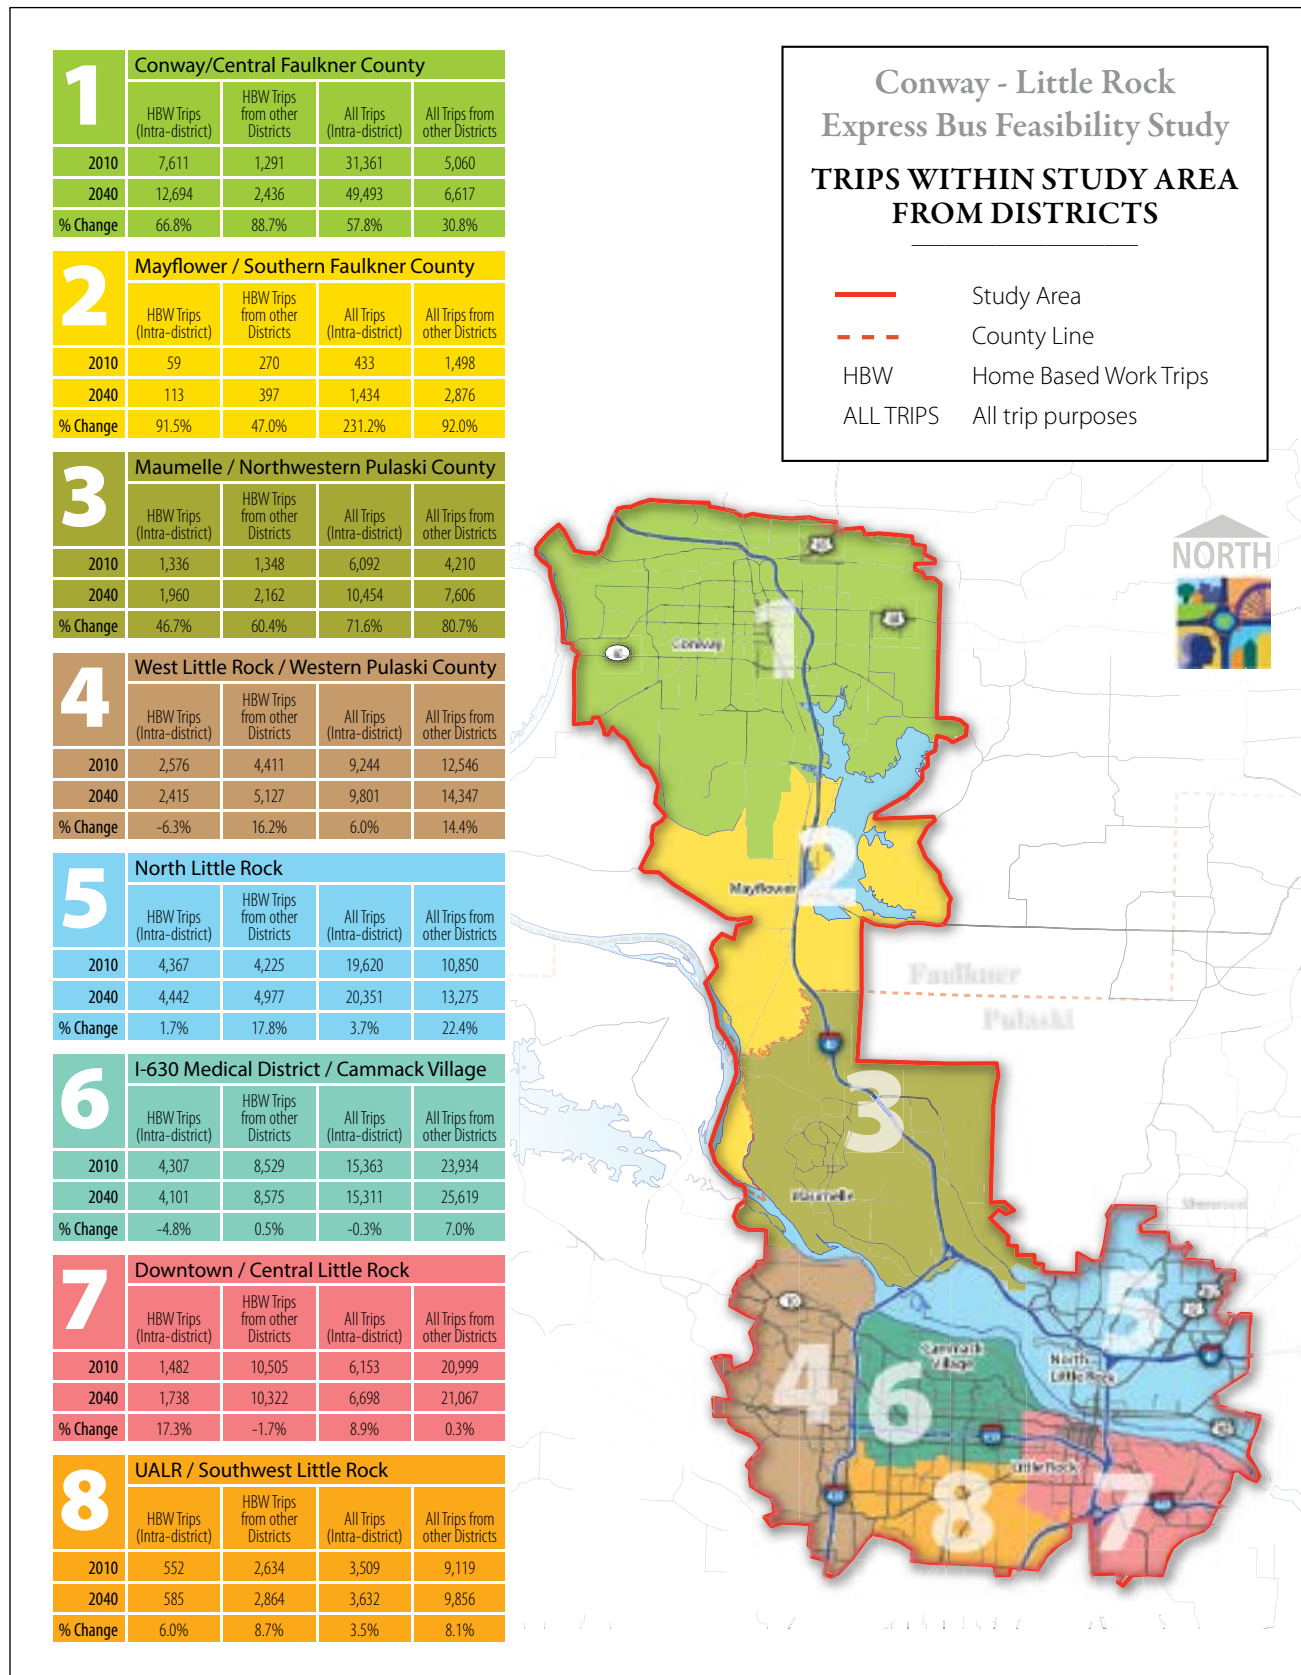 1
Conway/Central Faulkner County
HBW Trips (Intra-district) HBW Trips from other Districts All Trips (Intra-district) All Trips from other Districts
2010 7,611 1,291 31,361 5,060
2040 12,694 2,436 49,493 6,617
% Change 66.8% 88.7% 57.8% 30.8%
2
Mayflower / Southern Faulkner County
HBW Trips (Intra-district) HBW Trips from other Districts All Trips (Intra-district) All Trips from other Districts
2010 59 270 433 1,498
2040 113 397 1,434 2,876
% Change 91.5% 47.0% 231.2% 92.0%
3
Maumelle / Northwestern Pulaski County
HBW Trips (Intra-district) HBW Trips from other Districts All Trips (Intra-district) All Trips from other Districts
2010 1,336 1,348 6,092 4,210
2040 1,960 2,162 10,454 7,606
% Change 46.7% 60.4% 71.6% 80.7%
4
West Little Rock / Western Pulaski County
HBW Trips (Intra-district) HBW Trips from other Districts All Trips (Intra-district) All Trips from other Districts
2010 2,576 4,411 9,244 12,546
2040 2,415 5,127 9,801 14,347
% Change -6.3% 16.2% 6.0% 14.4%
5
North Little Rock
HBW Trips (Intra-district) HBW Trips from other Districts All Trips (Intra-district) All Trips from other Districts
2010 4,367 4,225 19,620 10,850
2040 4,442 4,977 20,351 13,275
% Change 1.7% 17.8% 3.7% 22.4%
6
I-630 Medical District / Cammack Village
HBW Trips (Intra-district) HBW Trips from other Districts All Trips (Intra-district) All Trips from other Districts
2010 4,307 8,529 15,363 23,934
2040 4,101 8,575 15,311 25,619
% Change -4.8% 0.5% -0.3% 7.0%
7
Downtown / Central Little Rock
HBW Trips (Intra-district) HBW Trips from other Districts All Trips (Intra-district) All Trips from other Districts
2010 1,482 10,505 6,153 20,999
2040 1,738 10,322 6,698 21,067
% Change 17.3% -1.7% 8.9% 0.3%
8
UALR / Southwest Little Rock
HBW Trips (Intra-district) HBW Trips from other Districts All Trips (Intra-district) All Trips from other Districts
2010 552 2,634 3,509 9,119
2040 585 2,864 3,632 9,856
% Change 6.0% 8.7% 3.5% 8.1%
Conway - Little Rock
Express Bus Feasibility Study
TRIPS WITHIN STUDY AREA
FROM DISTRICTS
Study Area
County Line
HBW Home Based Work Trips
ALL TRIPS All trip purposes
NORTH
1
Conway
2
Mayflower
Faulkner
Pulaski
3
Maumelle
Sherwood
5
4
Cammack
Village
North
Little Rock
6
Little Rock
7
8